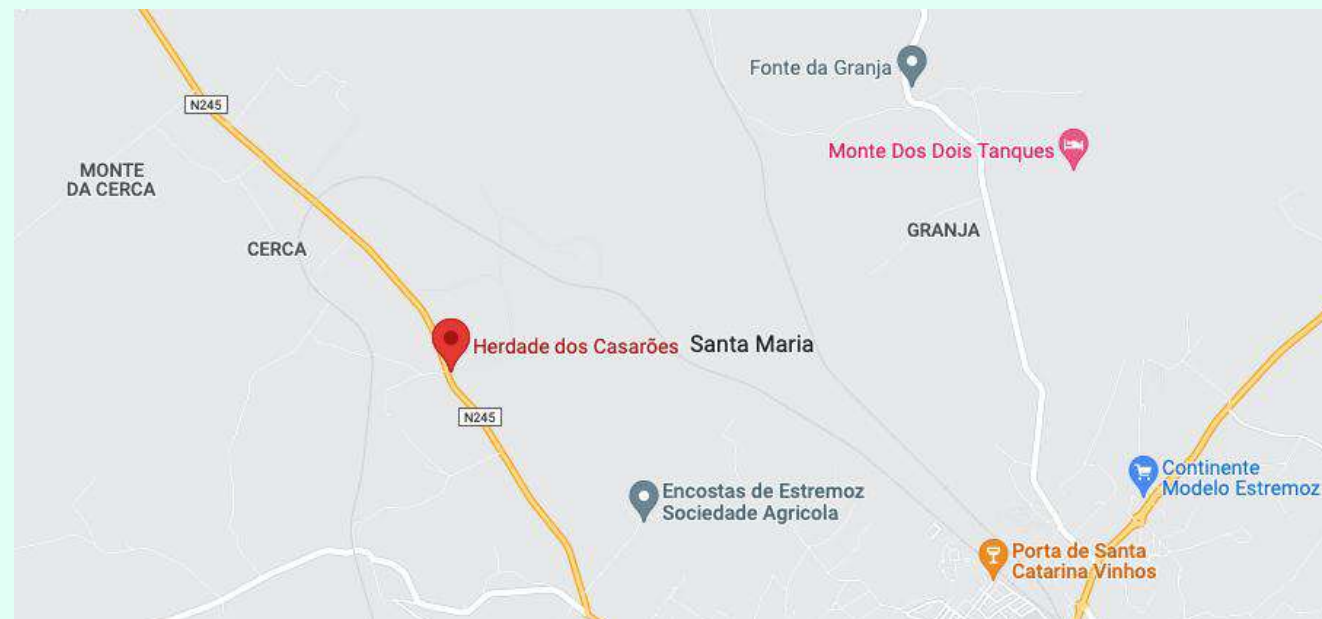 Fonte da Granja
N245
Monte Dos Dois Tanques
MONTE
DA CERCA
GRANJA
CERCA
Herdade dos Casarões
Santa Maria
N245
Continente
Modelo Estremoz
Encostas de Estremoz
Sociedade Agricola
Porta de Santa
Catarina Vinhos